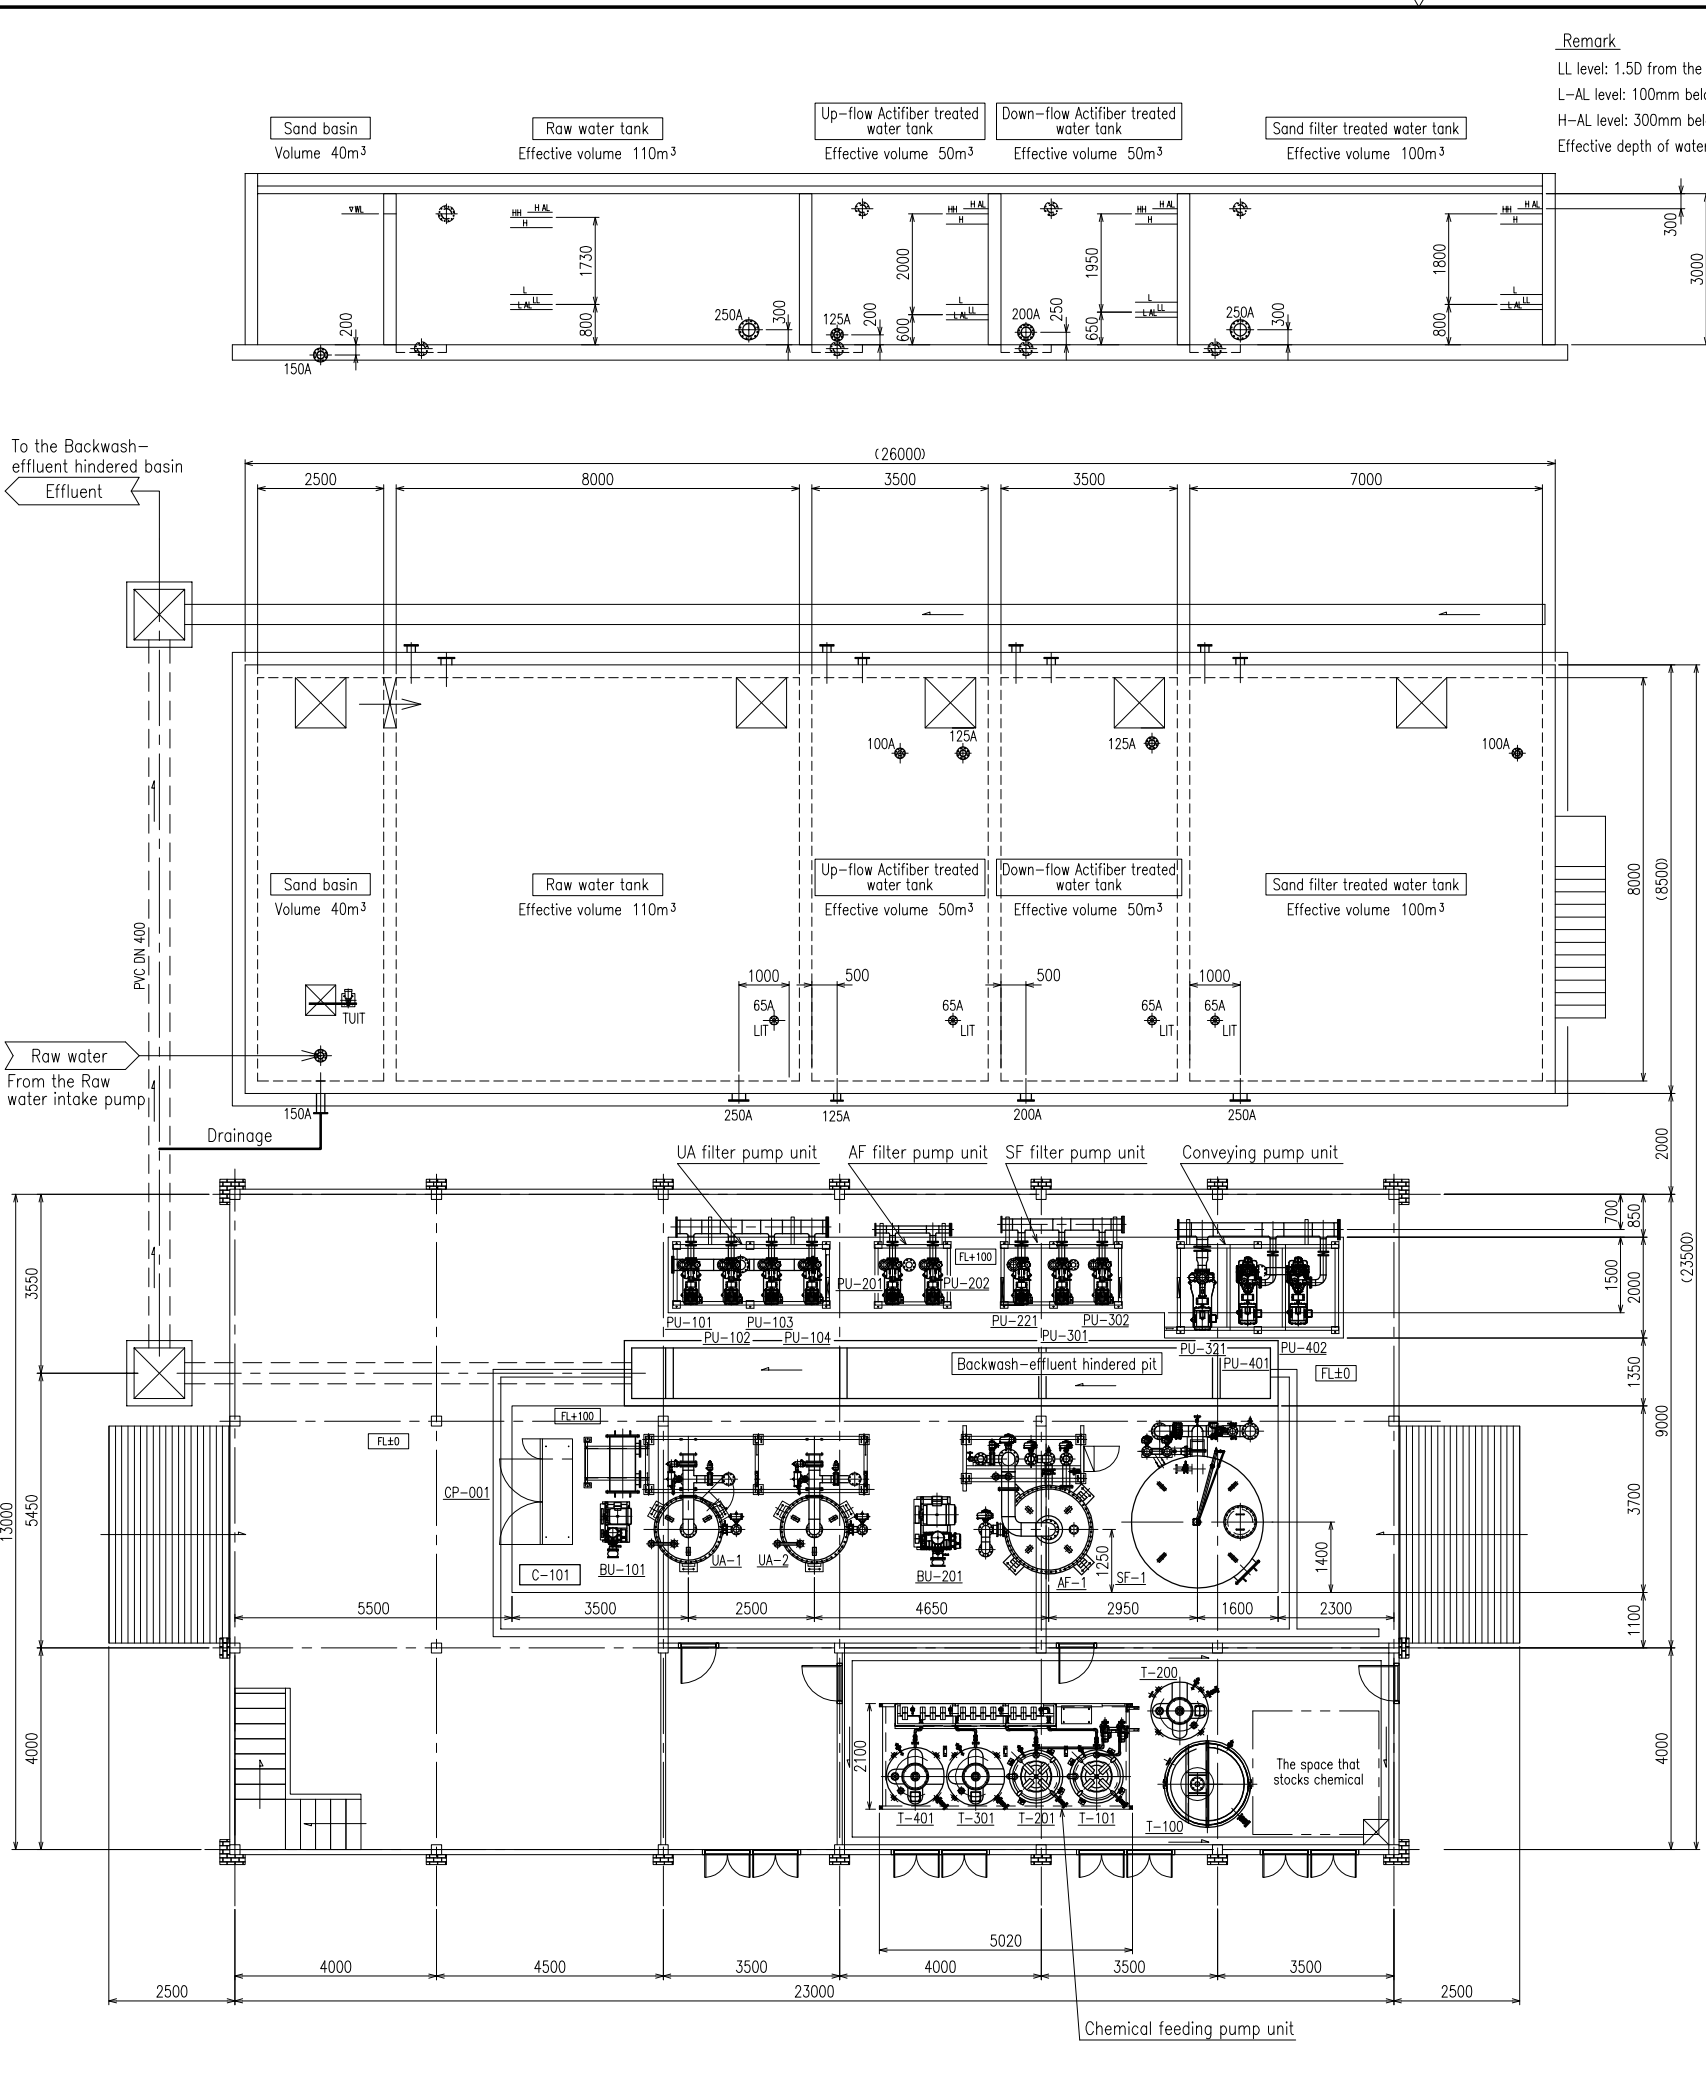 Remark
LL level: 1.5D from the
L-AL level: 100mm belo
H-AL level: 300mm bel
Effective depth of water
Sand basin
Volume 40m³
Raw water tank
Effective volume 110m³
Up-flow Actifiber treated
water tank
Effective volume 50m³
Down-flow Actifiber treated
water tank
Effective volume 50m³
Sand filter treated water tank
Effective volume 100m³
▽WL
HH H AL
H
L
L AL LL
1730
800
HH H AL
H
L
L AL LL
2000
600
HH H AL
H
L
L AL LL
1950
650
HH H AL
H
L
L AL LL
1800
800
300
3000
200
150A
250A
300
125A
200
200A
250
250A
300
To the Backwash-
effluent hindered basin
Effluent
(26000)
2500
8000
3500
3500
7000
100A
125A
125A
100A
Sand basin
Volume 40m³
Raw water tank
Effective volume 110m³
Up-flow Actifiber treated
water tank
Effective volume 50m³
Down-flow Actifiber treated
water tank
Effective volume 50m³
Sand filter treated water tank
Effective volume 100m³
8000
(8500)
PVC DN 400
TUIT
1000
500
500
1000
65A
LIT
65A
LIT
65A
LIT
65A
LIT
Raw water
From the Raw
water intake pump
150A
250A
125A
200A
250A
Drainage
2000
UA filter pump unit
AF filter pump unit
SF filter pump unit
Conveying pump unit
700
850
1500
2000
(23500)
3550
FL+100
PU-201
PU-202
PU-101
PU-103
PU-102
PU-104
PU-221
PU-302
PU-301
PU-321
PU-402
PU-401
Backwash-effluent hindered pit
FL±0
1350
9000
FL+100
FL±0
13000
5450
CP-001
C-101
BU-101
UA-1
UA-2
BU-201
AF-1
SF-1
1250
1400
3700
5500
3500
2500
4650
2950
1600
2300
1100
4000
2100
T-200
T-401
T-301
T-201
T-101
T-100
The space that
stocks chemical
4000
5020
4000
4500
3500
4000
3500
3500
2500
23000
2500
Chemical feeding pump unit